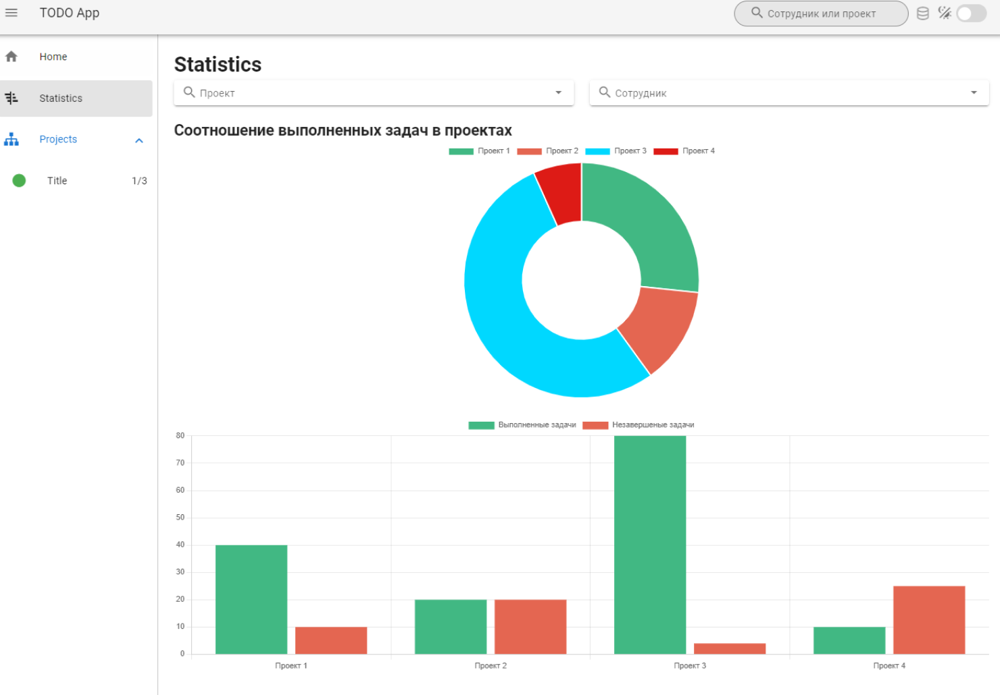 TODO App
Сотрудник или проект
Home
Statistics
Projects
Title 1/3
Statistics
Проект
Сотрудник
Соотношение выполненных задач в проектах
Проект 1 Проект 2 Проект 3 Проект 4
Выполненные задачи Незавершеные задачи
80
70
60
50
40
30
20
10
0
Проект 1 Проект 2 Проект 3 Проект 4